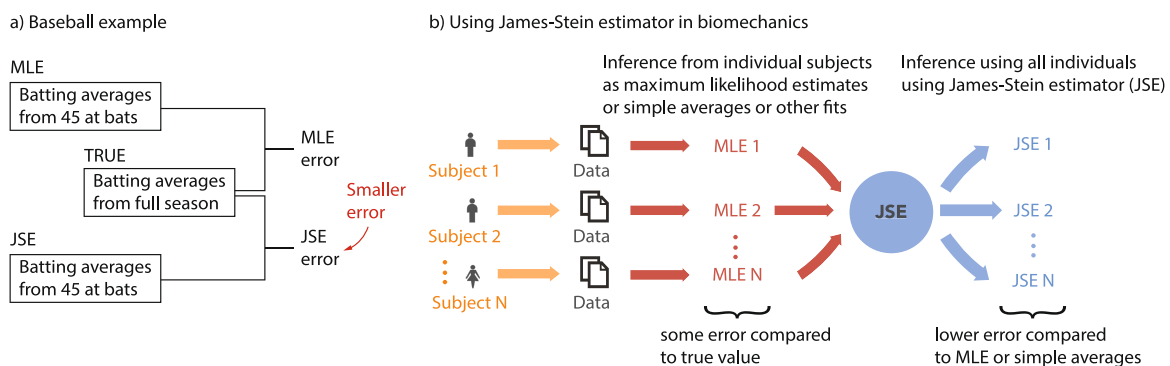 a) Baseball example
MLE
Batting averages
from 45 at bats
TRUE
Batting averages
from full season
JSE
Batting averages
from 45 at bats
MLE
error
Smaller
error
JSE
error
b) Using James-Stein estimator in biomechanics
Inference from individual subjects
as maximum likelihood estimates
or simple averages or other fits
Inference using all individuals
using James-Stein estimator (JSE)
Subject 1
Data
MLE 1
JSE 1
Subject 2
Data
MLE 2
JSE
JSE 2
Subject N
Data
MLE N
JSE N
some error compared
to true value
lower error compared
to MLE or simple averages